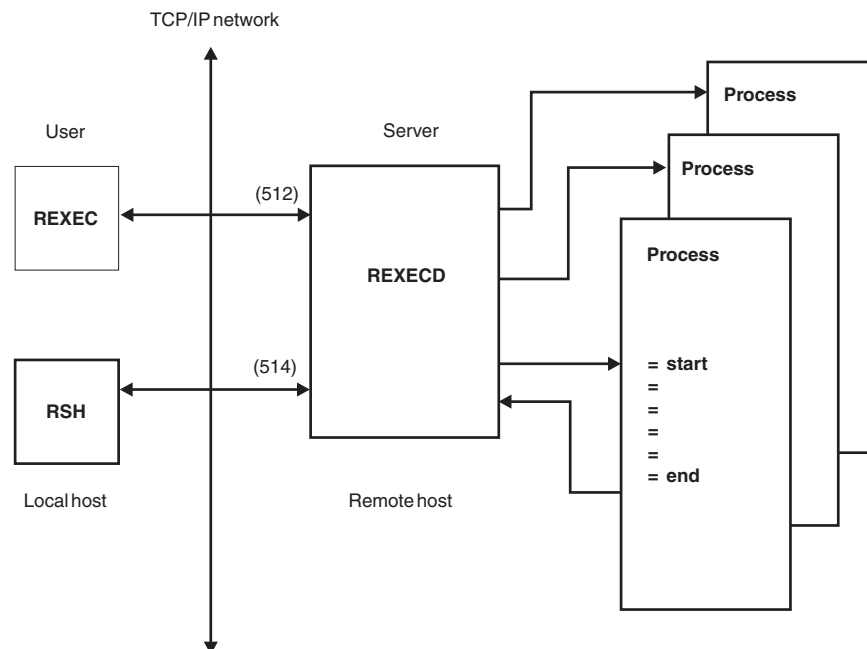 TCP/IP network
User
Server
Process
Process
Process
(512)
REXEC
REXECD
(514)
RSH
= start
=
=
=
=
= end
Local host
Remote host